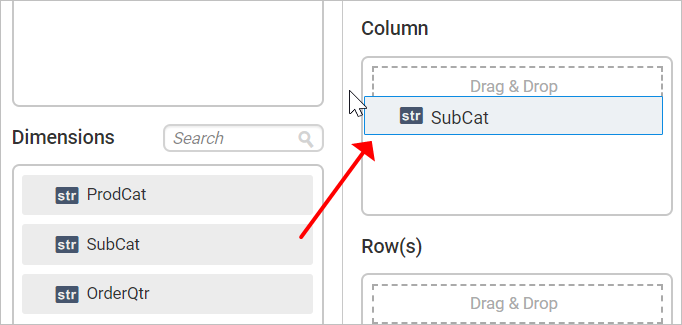 Column
Drag & Drop
str SubCat
Dimensions
Search
str ProdCat
str SubCat
str OrderQtr
Row(s)
Drag & Drop